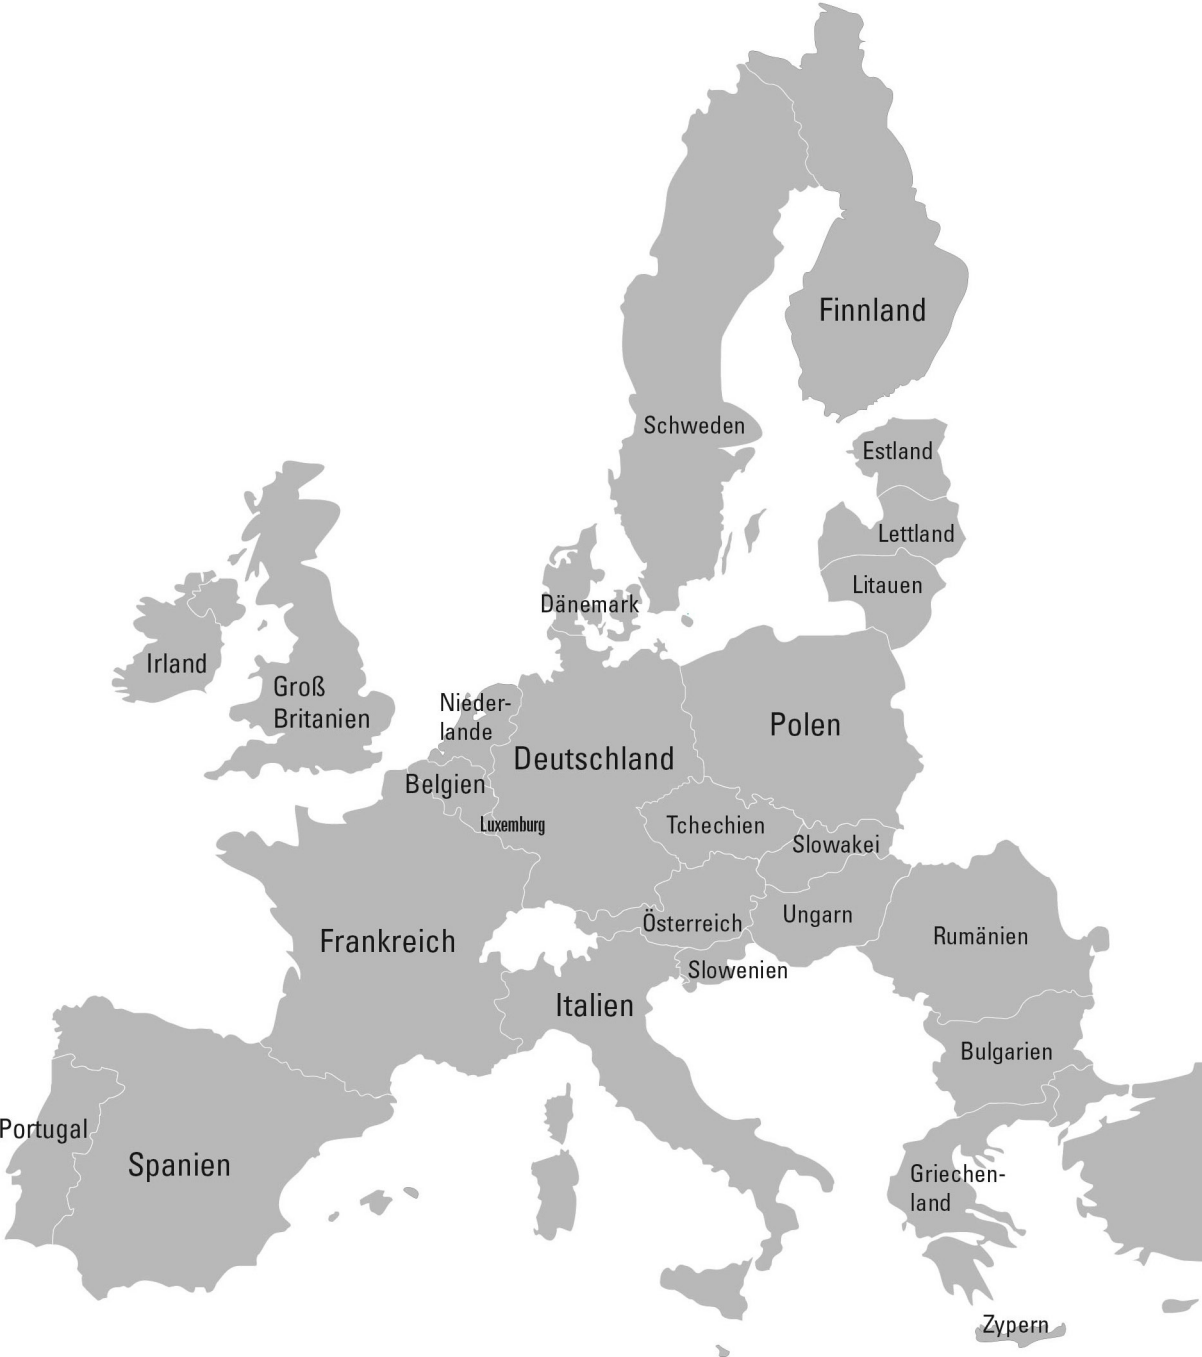 Finnland
Schweden
Estland
Lettland
Litauen
Dänemark
Irland
Groß
Britanien
Nieder-
lande
Polen
Deutschland
Belgien
Luxemburg
Tchechien
Slowakei
Österreich
Ungarn
Rumänien
Frankreich
Slowenien
Italien
Bulgarien
Portugal
Spanien
Griechen-
land
Zypern